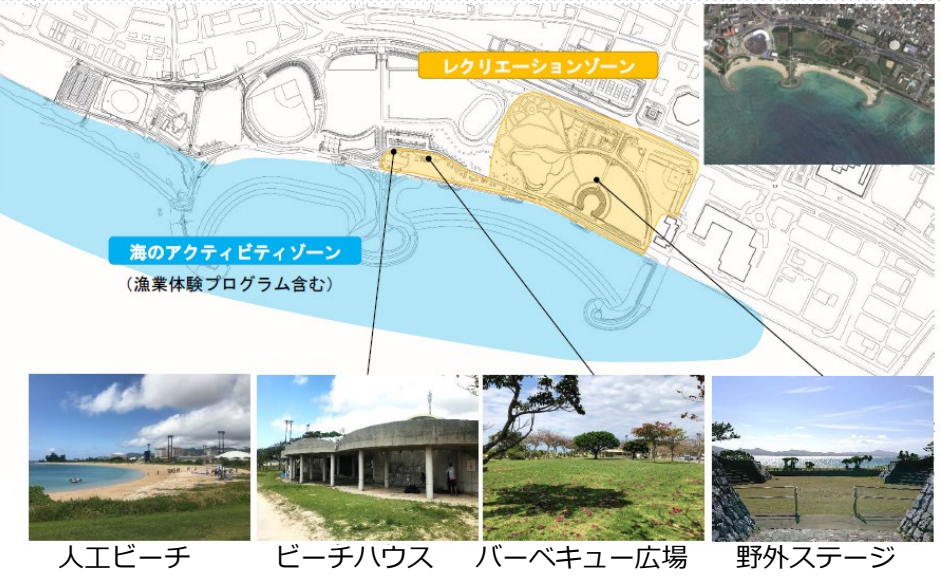 レクリエーションゾーン
海のアクティビティゾーン
(漁業体験プログラム含む)
人工ビーチ
ビーチハウス
バーベキュー広場
野外ステージ